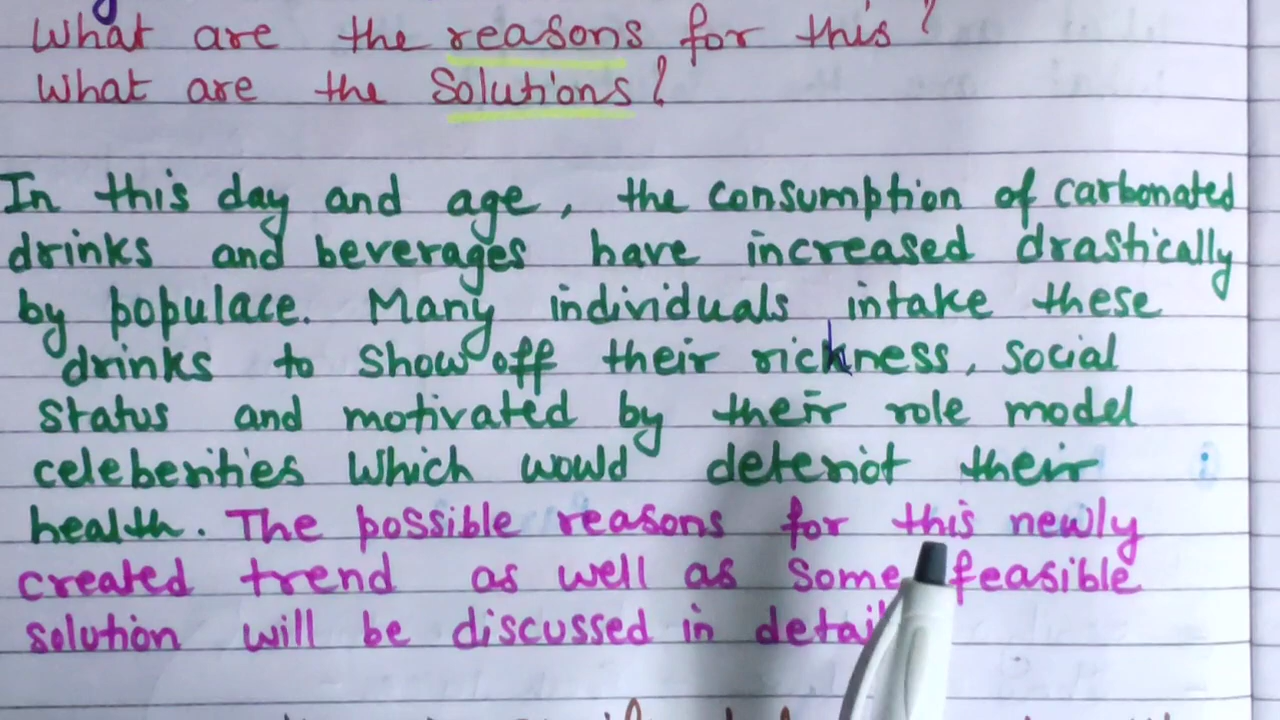 What are the reasons for this?
What are the Solutions?
In this day and age, the consumption of carbonated
drinks and beverages have increased drastically
by populace. Many individuals intake these
drinks to show off their richness, social
status and motivated by their role model
celeberities which would deteriot their
health. The possible reasons for this newly
created trend as well as some feasible
solution will be discussed in detail